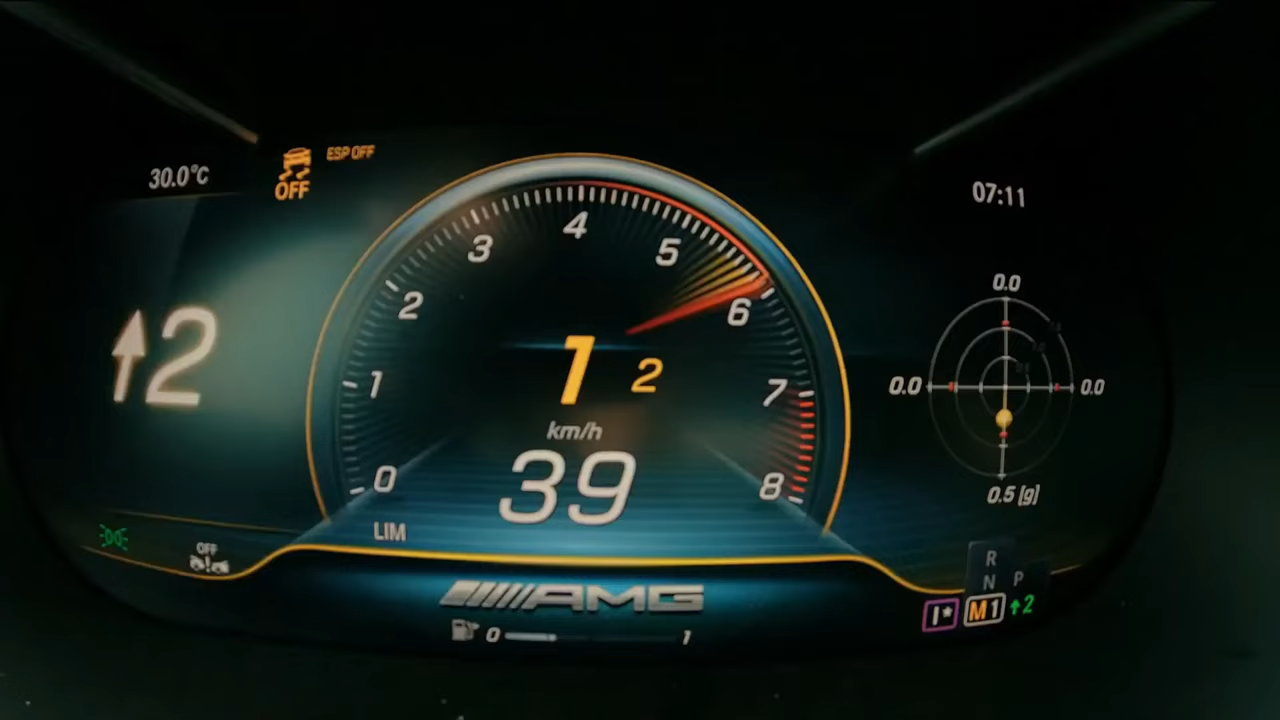 30.0°C
OFF
ESP OFF
07:11
↑2
0
1
2
3
4
5
6
7
8
1 2
km/h
39
LIM
0.0
0.0
0.0
0.5 [g]
OFF
AMG
0 1
R
N P
I* M1 ↑2